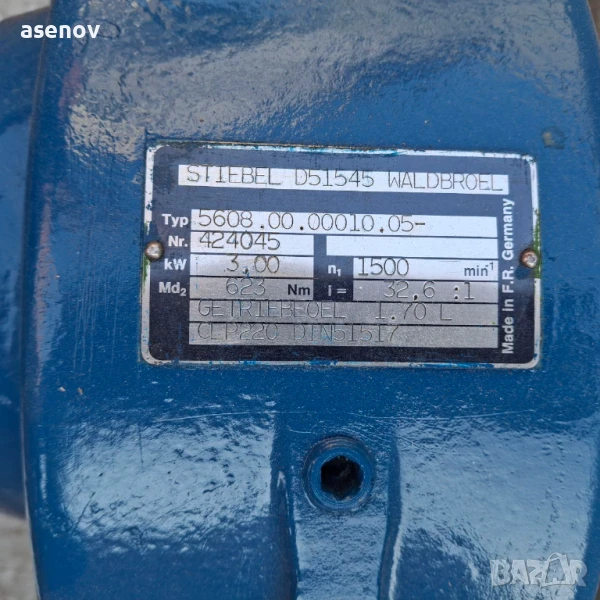 asenov
STIEBEL D51545 WALDBROEL
Typ 5608.00.00010.05-
Nr. 424045
kW 3,00 n₁ 1500 min⁻¹
Md₂ 623 Nm i = 32,6 :1
GETRIEBEOEL 1.70 L
CLP220 DIN51517
Made in F.R. Germany
BAZAR